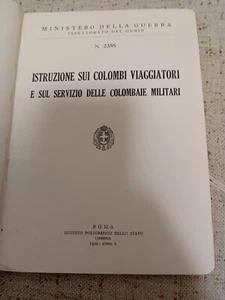 MINISTERO DELLA GUERRA
ISPETTORATO DEL GENIO
N. 2398
ISTRUZIONE SUI COLOMBI VIAGGIATORI
E SUL SERVIZIO DELLE COLOMBAIE MILITARI
ROMA
ISTITUTO POLIGRAFICO DELLO STATO
LIBRERIA